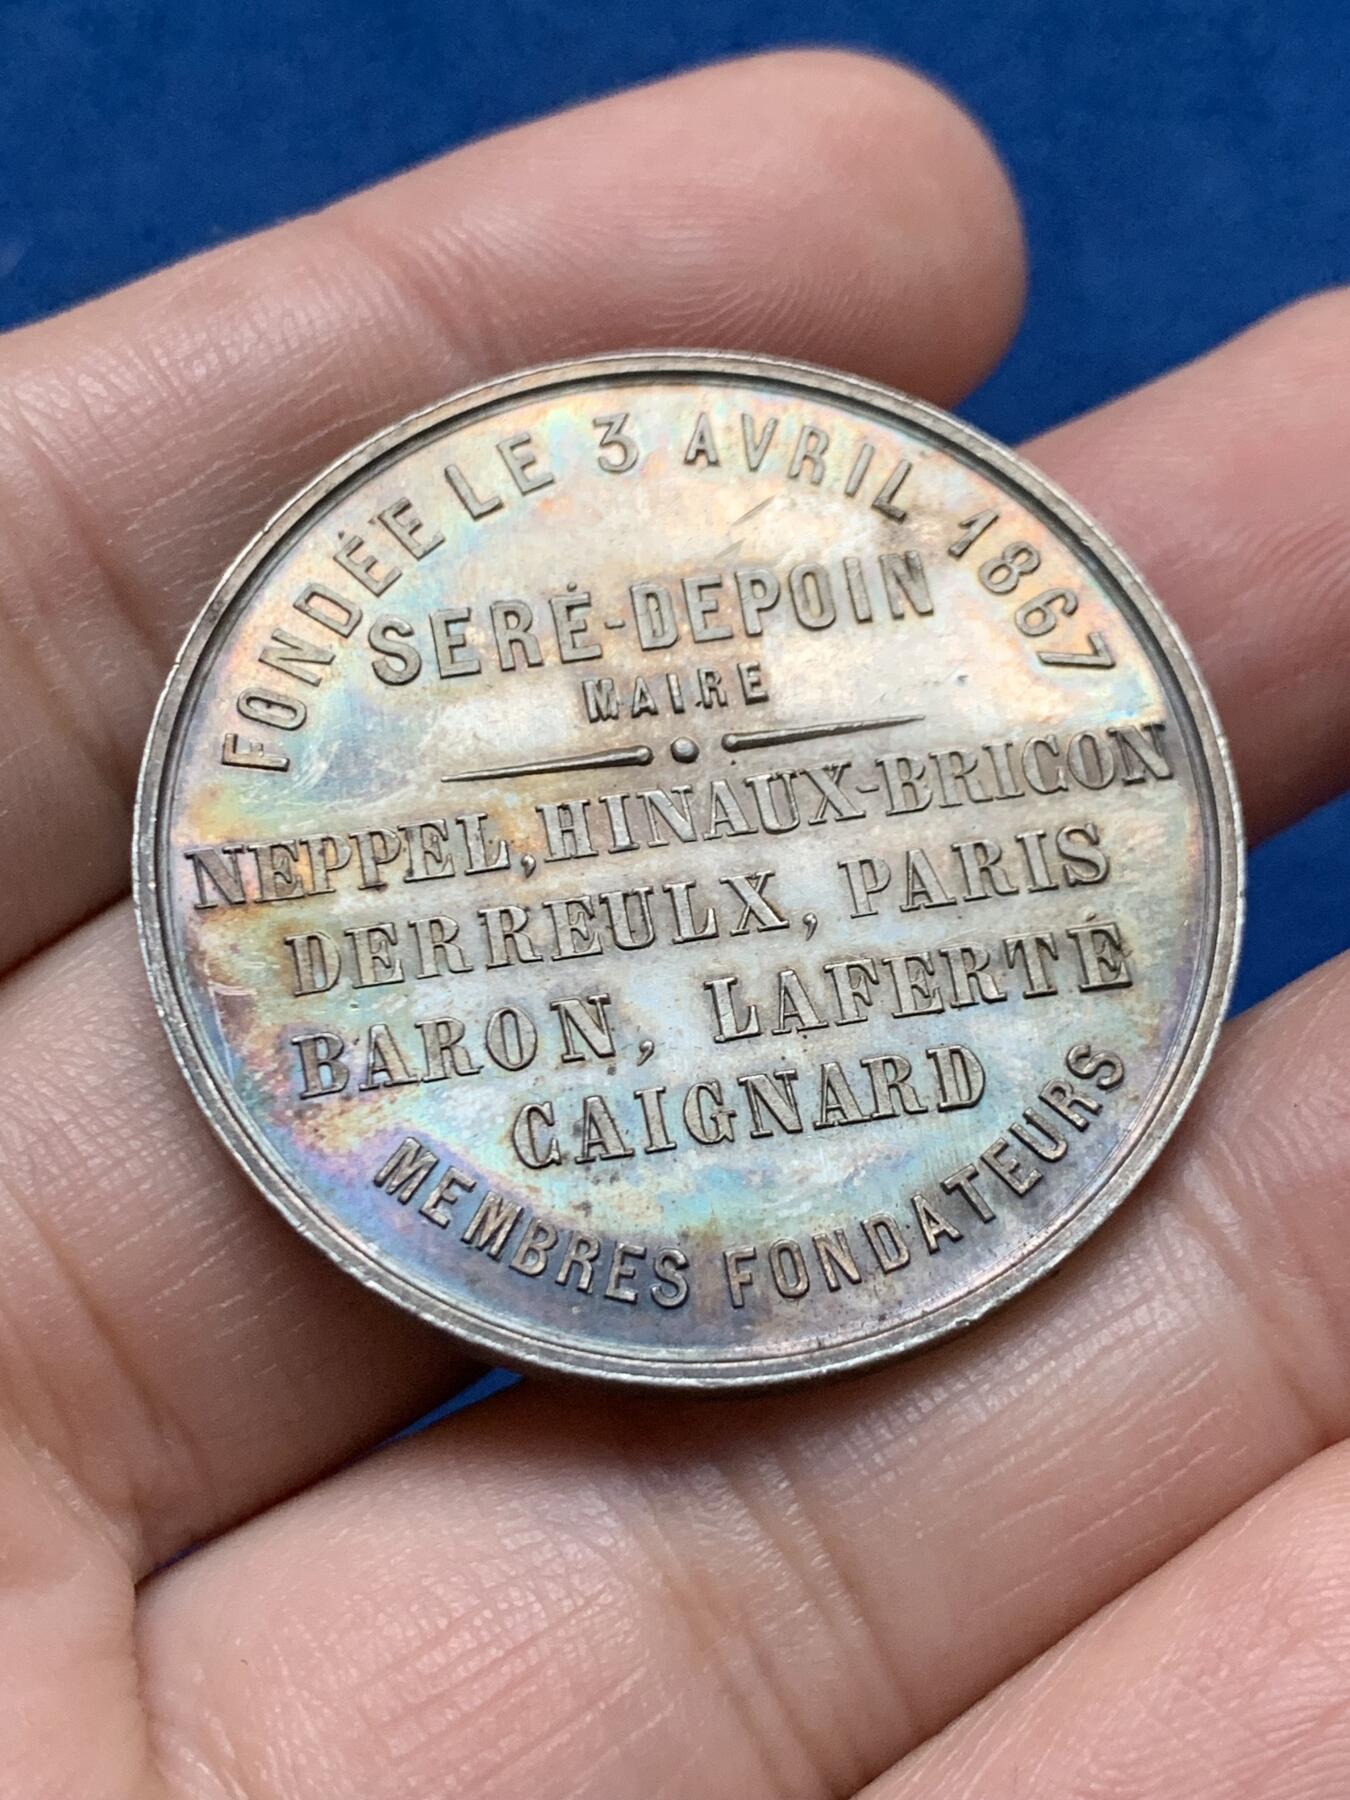 FONDÉE LE 3 AVRIL 1867
SERÉ-DEPOIN
MAIRE
NEPPEL, HINAUX-BRICON
DERREULX, PARIS
BARON, LAFERTÉ
CAIGNARD
MEMBRES FONDATEURS